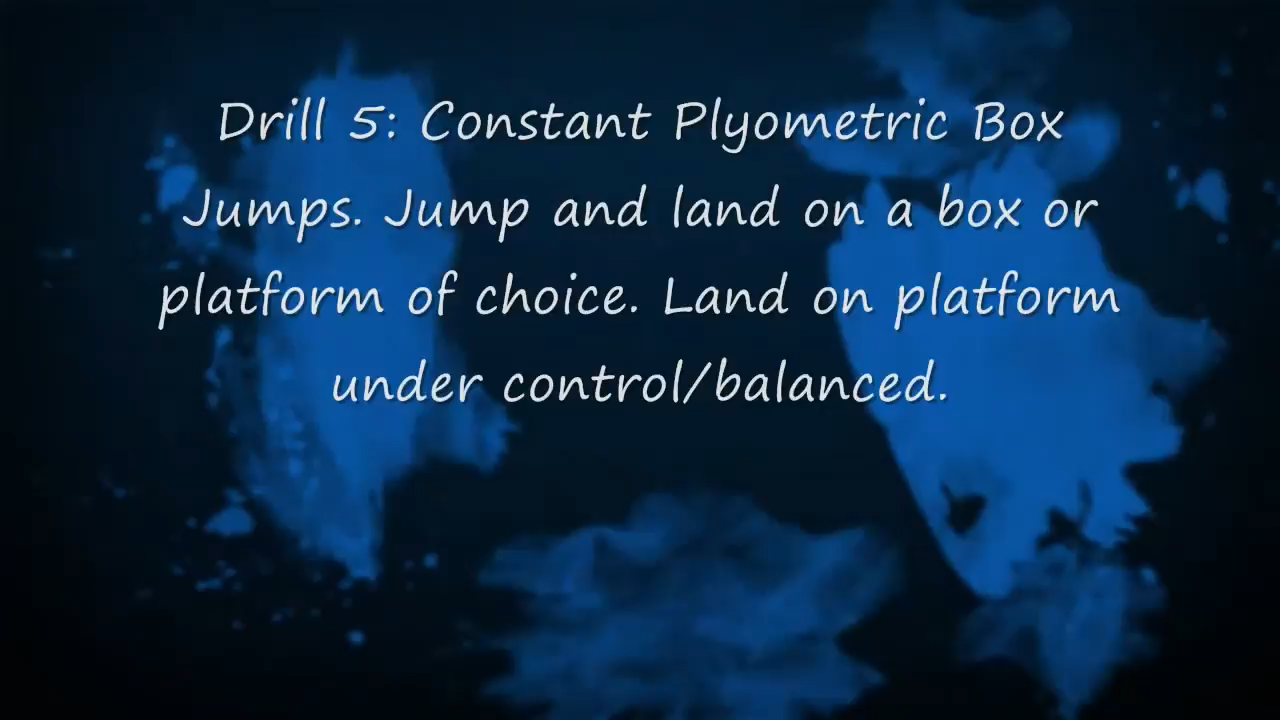 Drill 5: Constant Plyometric Box
Jumps. Jump and land on a box or
platform of choice. Land on platform
under control/balanced.